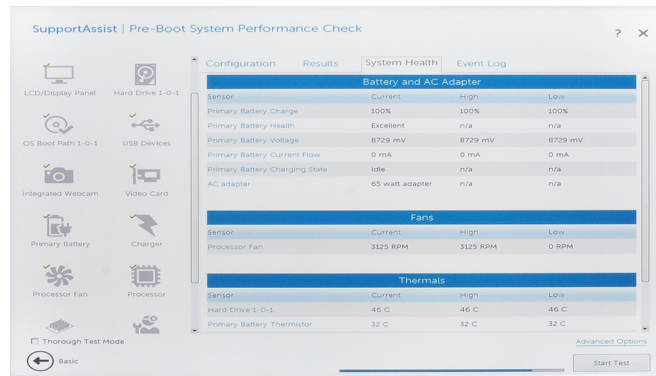 SupportAssist | Pre-Boot System Performance Check
? ×
Configuration Results System Health Event Log
LCD/Display Panel Hard Drive 1-0-1
OS Boot Path 1-0-1 USB Devices
Integrated Webcam Video Card
Primary Battery Charger
Processor Fan Processor
Battery and AC Adapter
Sensor Current High Low
Primary Battery Charge 100% 100% 100%
Primary Battery Health Excellent n/a n/a
Primary Battery Voltage 8729 mV 8729 mV 8729 mV
Primary Battery Current Flow 0 mA 0 mA 0 mA
Primary Battery Charging State Idle n/a n/a
AC adapter 65 watt adapter n/a n/a
Fans
Sensor Current High Low
Processor Fan 3125 RPM 3125 RPM 0 RPM
Thermals
Sensor Current High Low
Hard Drive 1-0-1 46 C 46 C 46 C
Primary Battery Thermistor 32 C 32 C 32 C
Thorough Test Mode
Advanced Options
Basic
Start Test